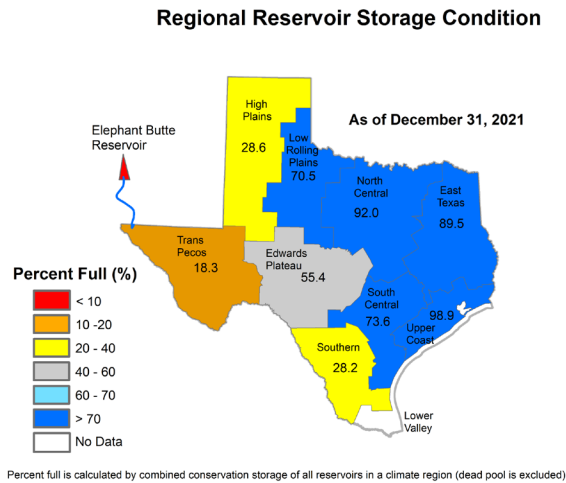 Regional Reservoir Storage Condition
As of December 31, 2021
High
Plains
28.6
Elephant Butte
Reservoir
Low
Rolling
Plains
70.5
North
Central
92.0
East
Texas
89.5
Trans
Pecos
18.3
Edwards
Plateau
55.4
South
Central
73.6
98.9
Upper
Coast
Southern
28.2
Lower
Valley
Percent Full (%)
< 10
10 -20
20 - 40
40 - 60
60 - 70
> 70
No Data
Percent full is calculated by combined conservation storage of all reservoirs in a climate region (dead pool is excluded)